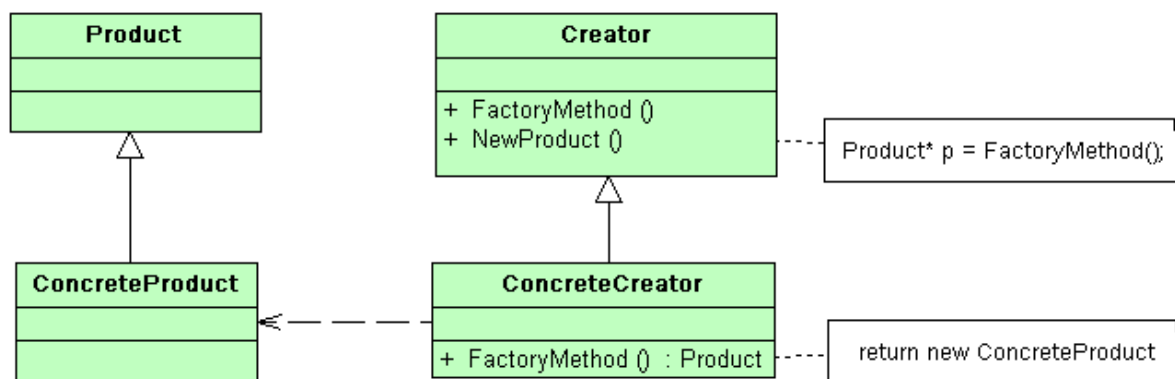 Product
Creator
+ FactoryMethod ()
+ NewProduct ()
Product* p = FactoryMethod();
ConcreteProduct
ConcreteCreator
+ FactoryMethod () : Product
return new ConcreteProduct